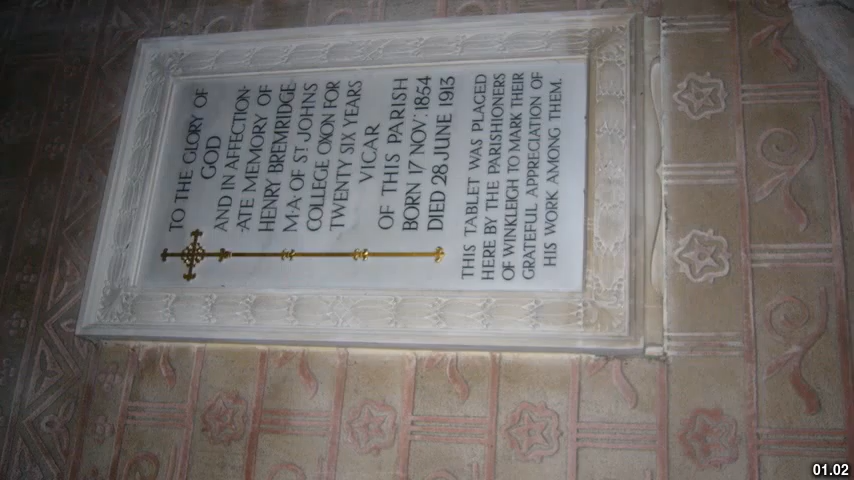 TO THE GLORY OF
GOD
AND IN AFFECTION-
-ATE MEMORY OF
HENRY BREMRIDGE
M·A· OF ST. JOHNS
COLLEGE OXON FOR
TWENTY SIX YEARS
VICAR
OF THIS PARISH
BORN 17 NOV: 1854
DIED 28 JUNE 1913
THIS TABLET WAS PLACED
HERE BY THE PARISHIONERS
OF WINKLEIGH TO MARK THEIR
GRATEFUL APPRECIATION OF
HIS WORK AMONG THEM.
01.02